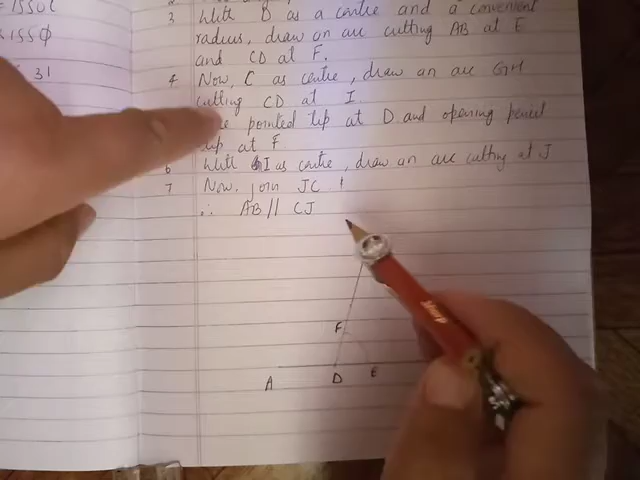 3 With D as a centre and a convenient
radius, draw an arc cutting AB at E
and CD at F.
4 Now, C as centre, draw an arc GH
cutting CD at I
pointed tip at D and opening pencil
tip at F
6 With I as centre, draw an arc cutting at J
7 Now, join JC
∴ AB // CJ
31
F
A
D
E